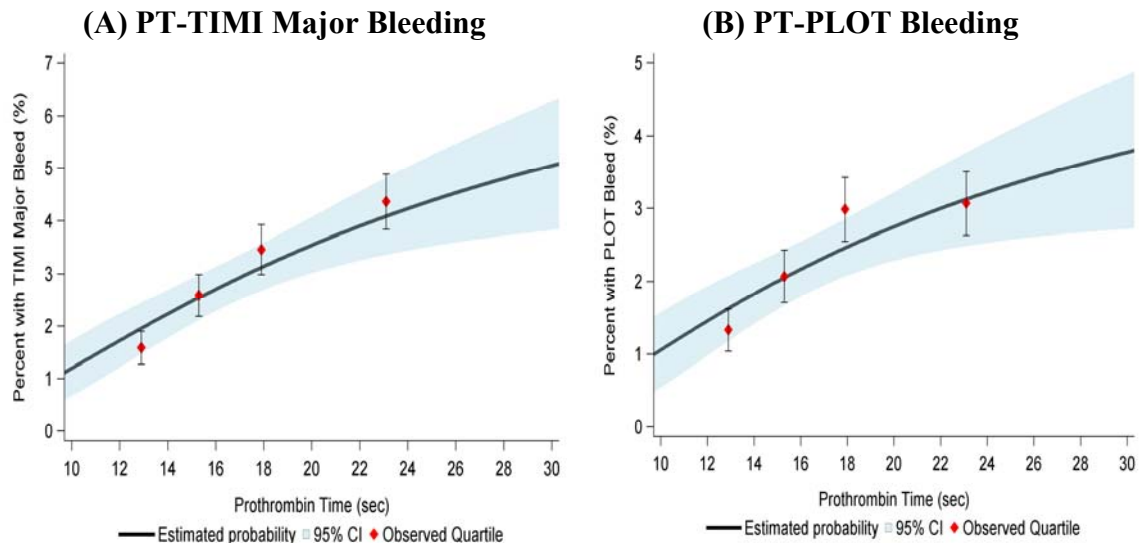 (A) PT-TIMI Major Bleeding
Percent with TIMI Major Bleed (%)
7
6
5
4
3
2
1
0
10 12 14 16 18 20 22 24 26 28 30
Prothrombin Time (sec)
Estimated probability 95% CI Observed Quartile
(B) PT-PLOT Bleeding
Percent with PLOT Bleed (%)
5
4
3
2
1
0
10 12 14 16 18 20 22 24 26 28 30
Prothrombin Time (sec)
Estimated probability 95% CI Observed Quartile